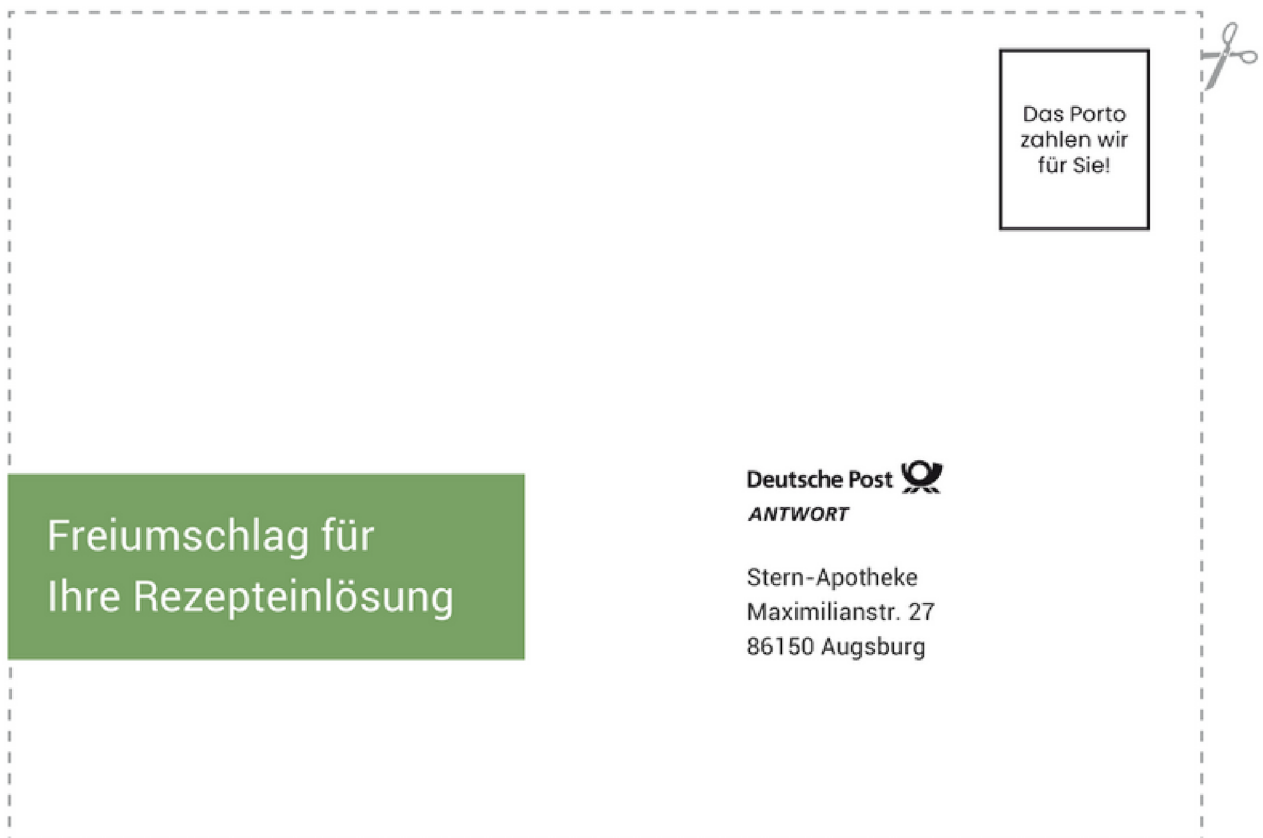 Das Porto
zahlen wir
für Sie!
Deutsche Post
ANTWORT
Freiumschlag für
Ihre Rezepteinlösung
Stern-Apotheke
Maximilianstr. 27
86150 Augsburg